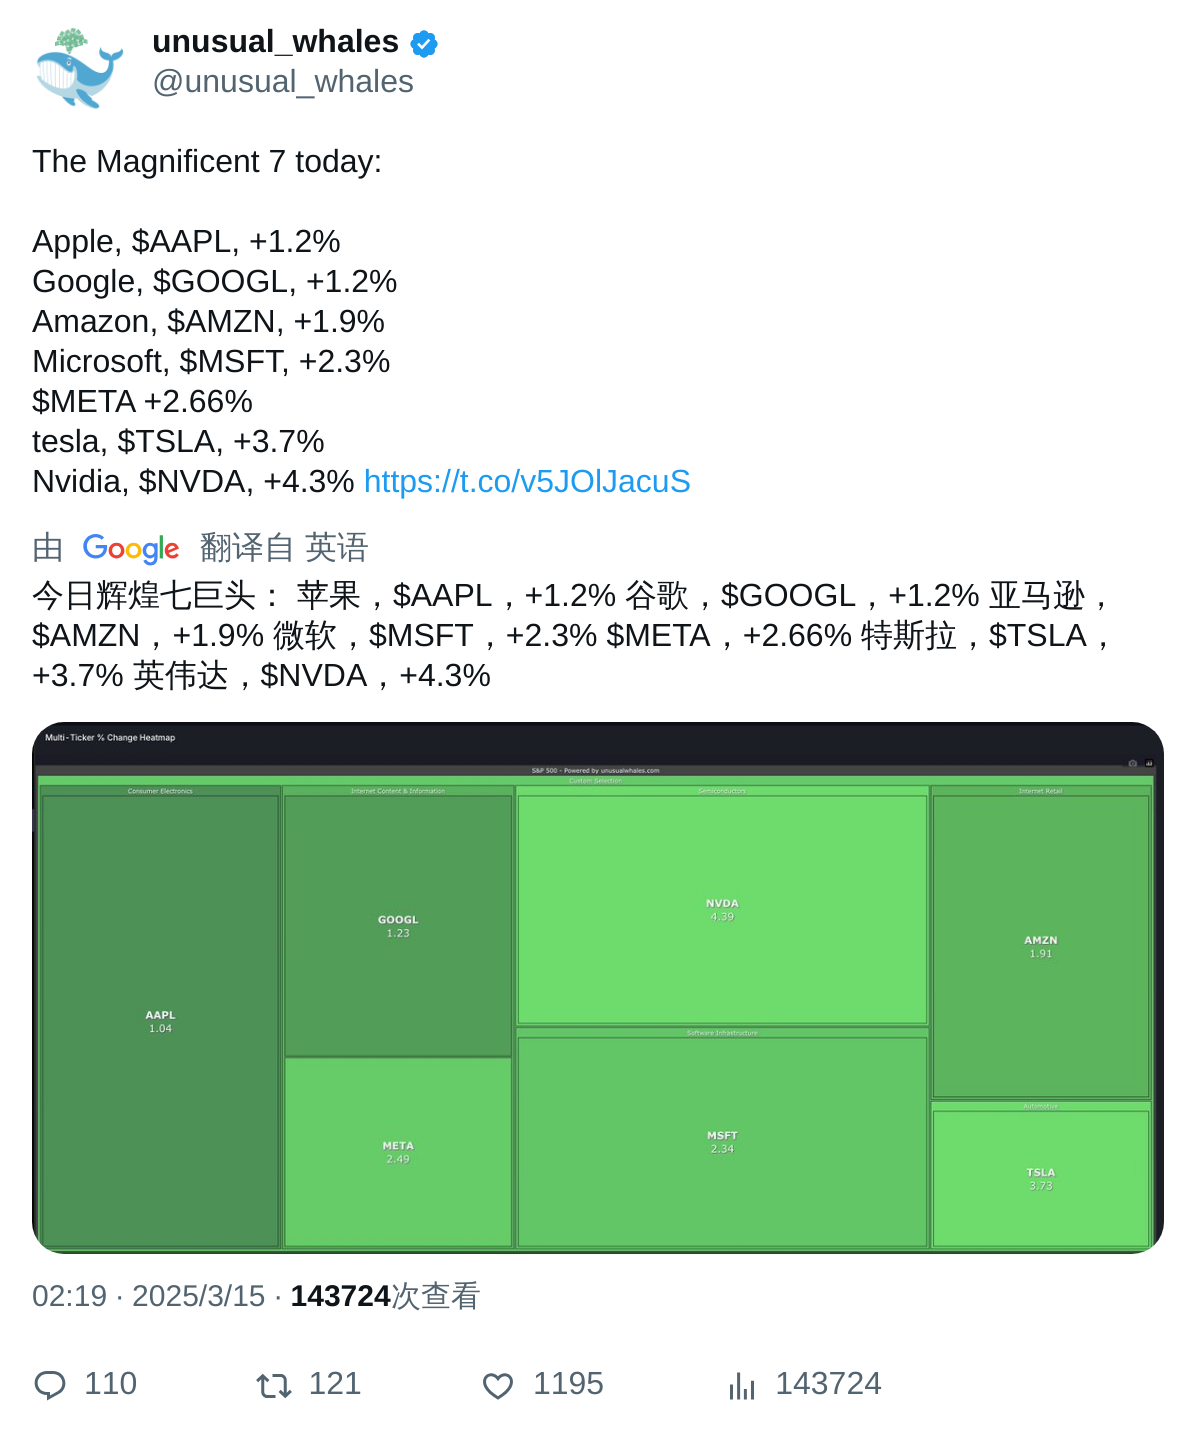 unusual_whales
@unusual_whales
The Magnificent 7 today:
Apple, $AAPL, +1.2%
Google, $GOOGL, +1.2%
Amazon, $AMZN, +1.9%
Microsoft, $MSFT, +2.3%
$META +2.66%
tesla, $TSLA, +3.7%
Nvidia, $NVDA, +4.3% https://t.co/v5JOlJacuS
由 Google 翻译自 英语
今日辉煌七巨头： 苹果，$AAPL，+1.2% 谷歌，$GOOGL，+1.2% 亚马逊，
$AMZN，+1.9% 微软，$MSFT，+2.3% $META，+2.66% 特斯拉，$TSLA，
+3.7% 英伟达，$NVDA，+4.3%
Multi-Ticker % Change Heatmap
S&P 500 - Powered by unusualwhales.com
Custom Selection
Consumer Electronics
AAPL
1.04
Internet Content & Information
GOOGL
1.23
META
2.49
Semiconductors
NVDA
4.39
Software Infrastructure
MSFT
2.34
Internet Retail
AMZN
1.91
Automotive
TSLA
3.73
02:19 · 2025/3/15 · 143724次查看
110 121 1195 143724